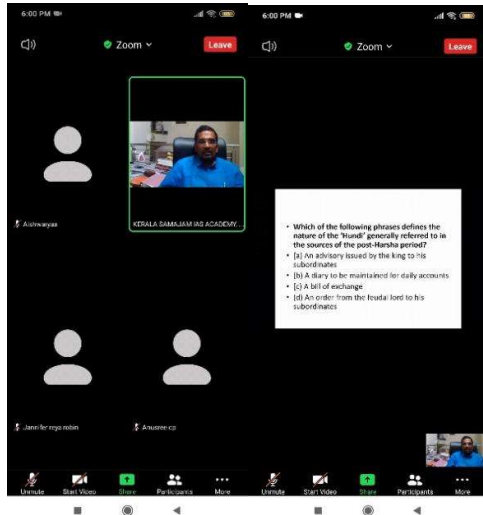 6:00 PM
Zoom
Leave
Aishwaryas
KERALA SAMAJAM IAS ACADEMY...
Jannifer rejo robin
Anusree cp
Unmute
Start Video
Share
Participants
More
6:00 PM
Zoom
Leave
• Which of the following phrases defines the
nature of the 'Hundi' generally referred to in
the sources of the post-Harsha period?
• (a) An advisory issued by the king to his
subordinates
• (b) A diary to be maintained for daily accounts
• (c) A bill of exchange
• (d) An order from the feudal lord to his
subordinates
Unmute
Start Video
Share
Participants
More